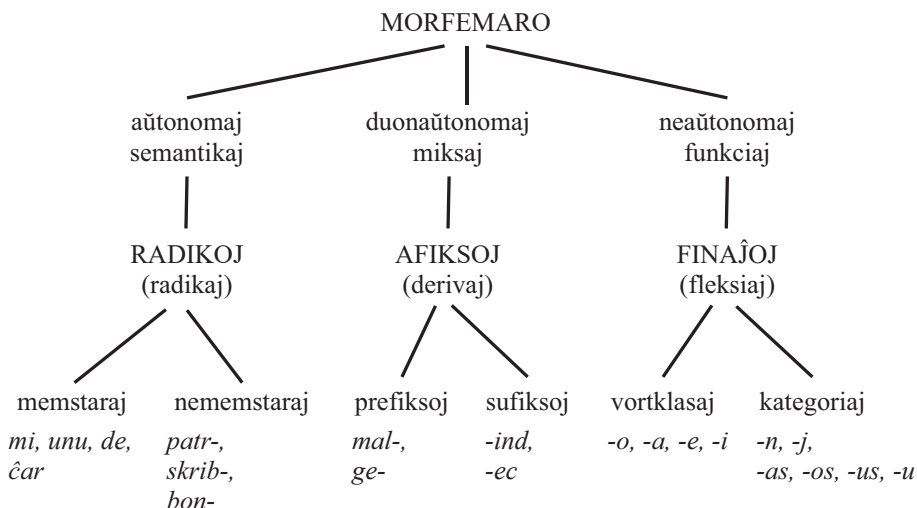 MORFEMARO
aŭtonomaj
semantikaj
duonaŭtonomaj
miksaj
neaŭtonomaj
funkciaj
RADIKOJ
(radikaj)
AFIKSOJ
(derivaj)
FINAĴOJ
(fleksiaj)
memstaraj
mi, unu, de,
ĉar
nememstaraj
patr-,
skrib-,
bon-
prefiksoj
mal-,
ge-
sufiksoj
-ind,
-ec
vortklasaj
-o, -a, -e, -i
kategoriaj
-n, -j,
-as, -os, -us, -u